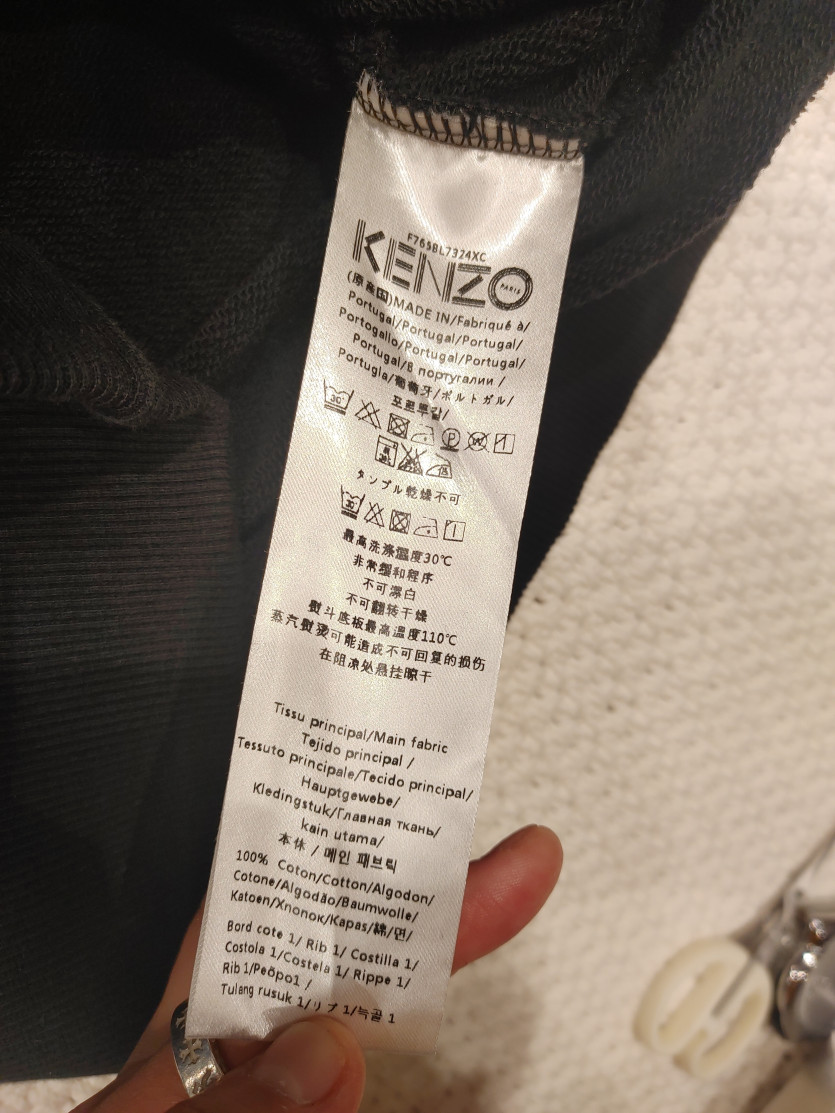 F765BL7324XC
KENZO
PARIS
(原産国)MADE IN/Fabriqué à/
Portugal/Portugal/Portugal/
Portogallo/Portugal/Portugal/
Portugal/В португалии /
Portugla/葡萄牙/ポルトガル/
포르투갈/
30 P W
タンブル乾燥不可
30
最高洗涤温度30℃
非常缓和程序
不可漂白
不可翻转干燥
熨斗底板最高温度110℃
蒸汽熨烫可能造成不可回复的损伤
在阴凉处悬挂晾干
Tissu principal/Main fabric
Tejido principal /
Tessuto principale/Tecido principal/
Hauptgewebe/
Kledingstuk/Главная ткань/
kain utama/
本体 / 메인 패브릭
100% Coton/Cotton/Algodon/
Cotone/Algodão/Baumwolle/
Katoen/Хлопок/Kapas/綿/면/
Bord cote 1/ Rib 1/ Costilla 1/
Costola 1/Costela 1/ Rippe 1/
Rib 1/Peôpo1 /
Tulang rusuk 1/リブ 1/늑골 1